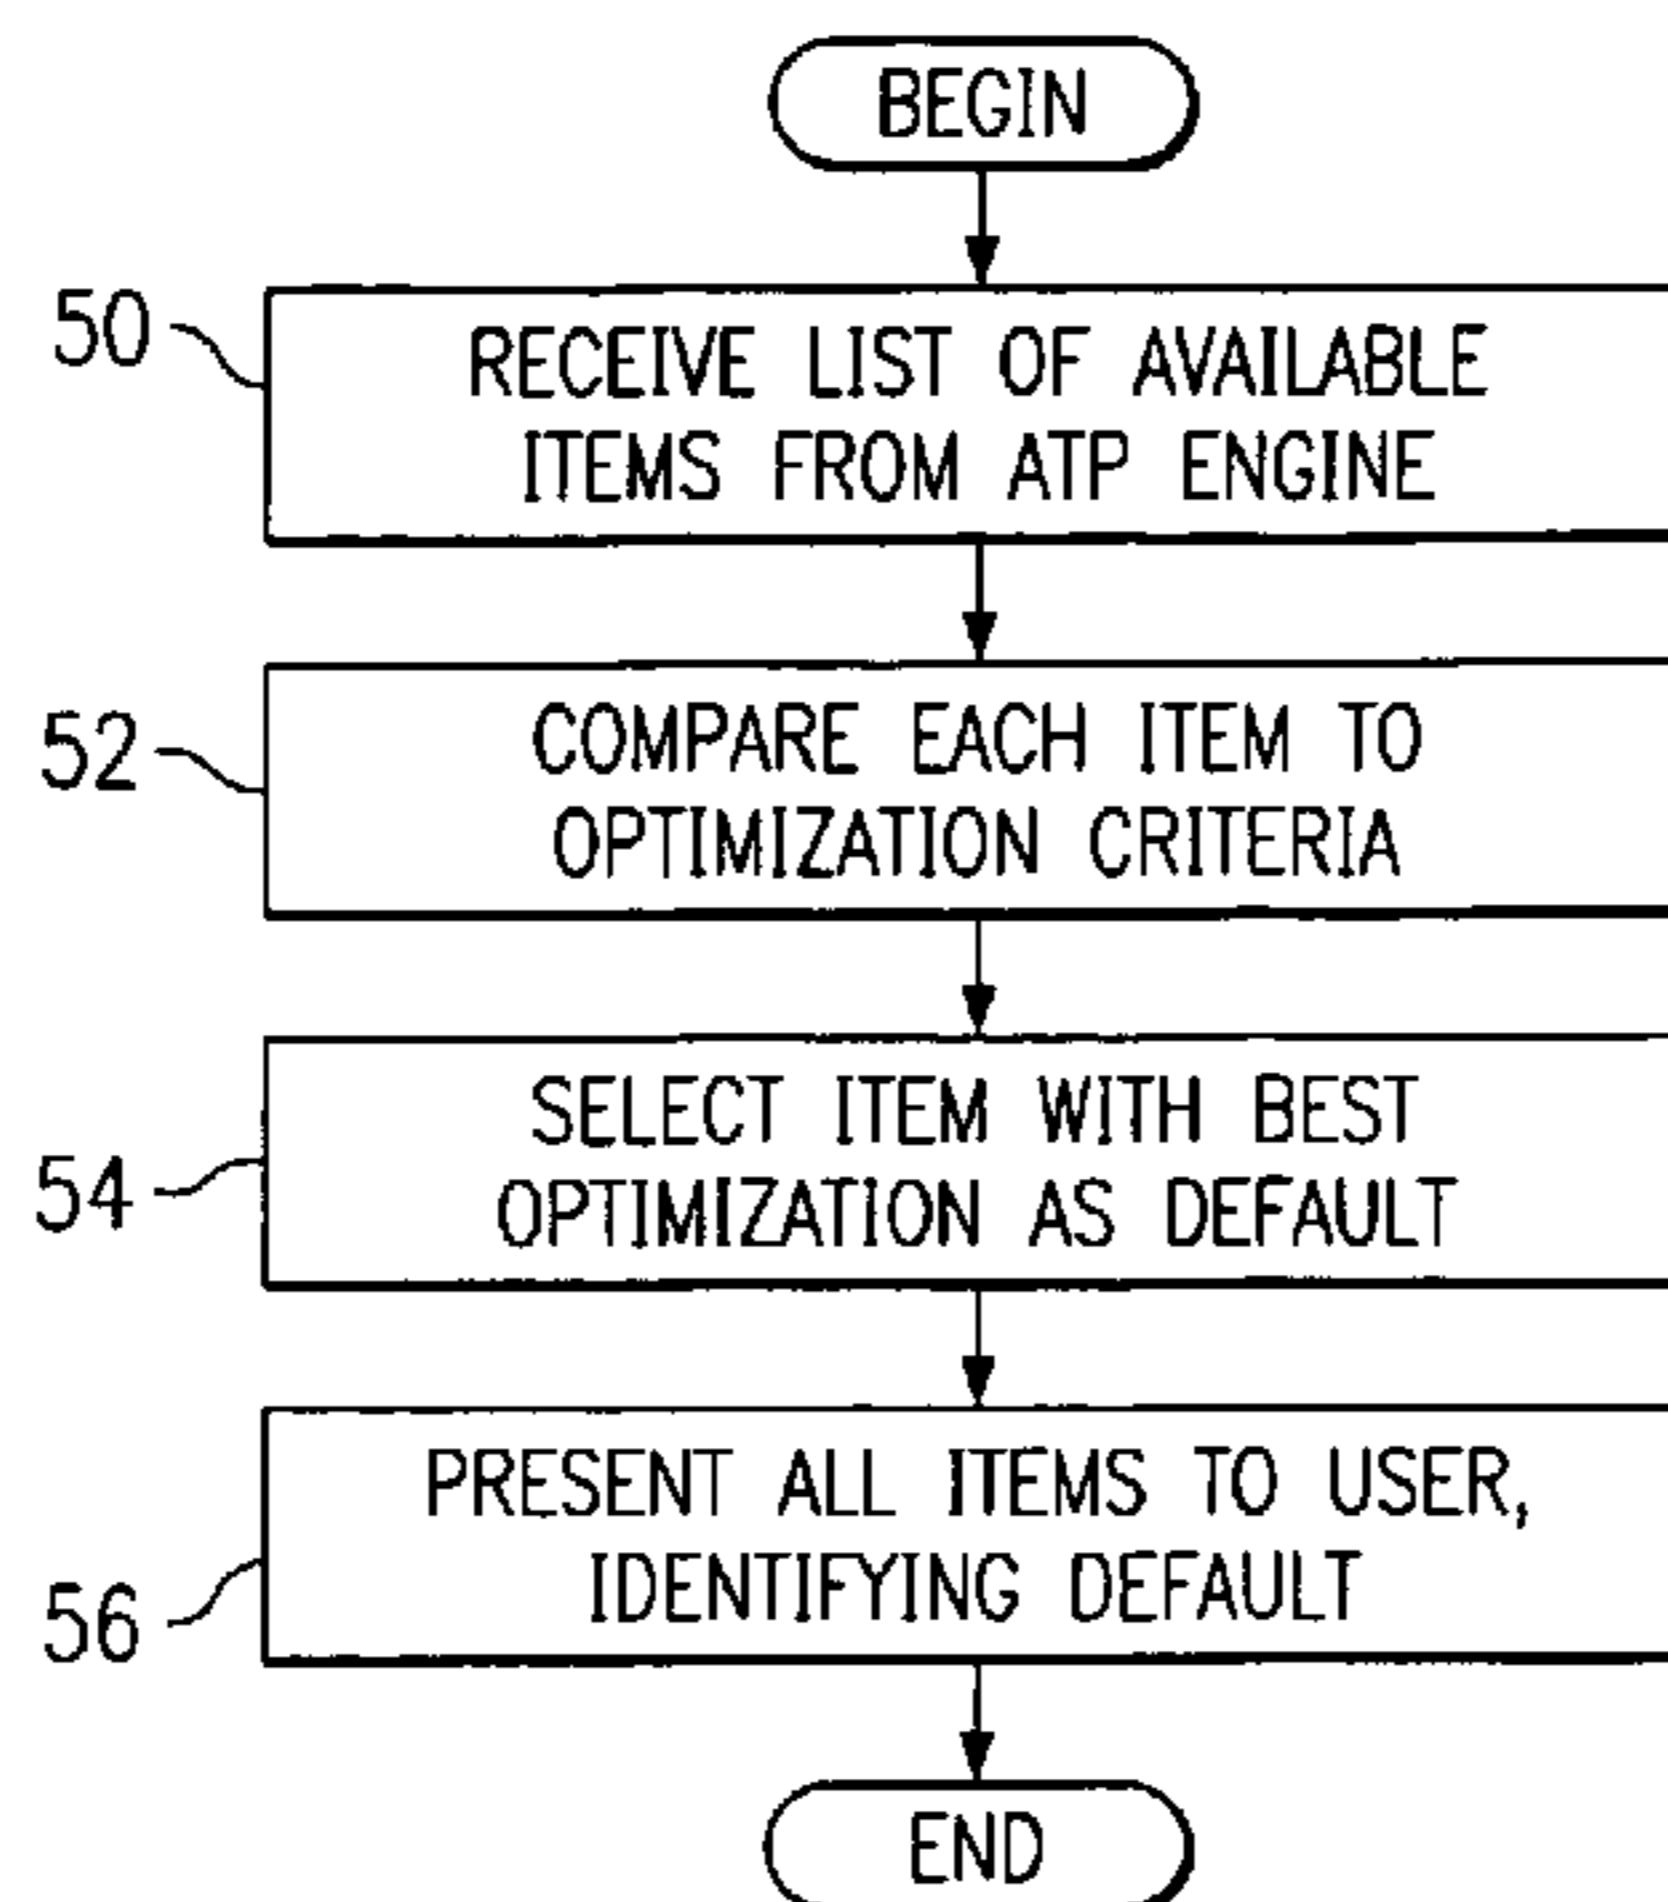 BEGIN
50
RECEIVE LIST OF AVAILABLE
ITEMS FROM ATP ENGINE
52
COMPARE EACH ITEM TO
OPTIMIZATION CRITERIA
54
SELECT ITEM WITH BEST
OPTIMIZATION AS DEFAULT
56
PRESENT ALL ITEMS TO USER,
IDENTIFYING DEFAULT
END